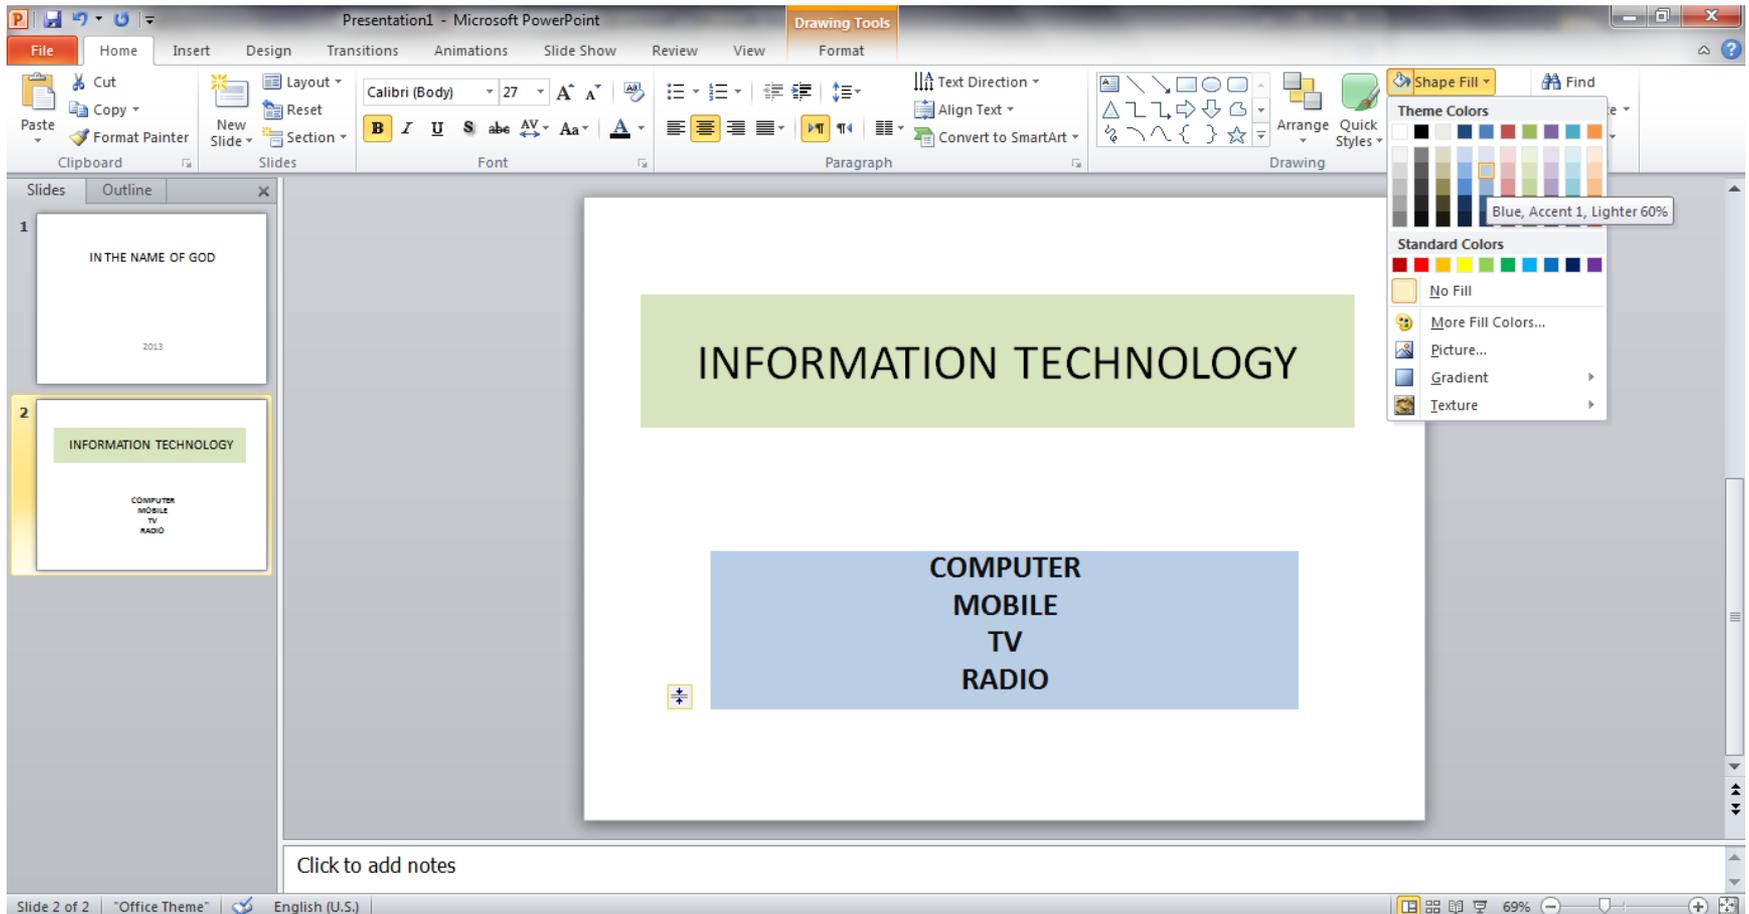 Presentation1 - Microsoft PowerPoint
Drawing Tools
File Home Insert Design Transitions Animations Slide Show Review View Format
Paste
Cut
Copy
Format Painter
Clipboard
New Slide
Layout
Reset
Section
Slides
Calibri (Body) 27
B I U S abc AV Aa A
Font
Text Direction
Align Text
Convert to SmartArt
Paragraph
Arrange
Quick Styles
Drawing
Shape Fill
Find
Theme Colors
Blue, Accent 1, Lighter 60%
Standard Colors
No Fill
More Fill Colors...
Picture...
Gradient
Texture
Slides Outline
1
IN THE NAME OF GOD
2013
2
INFORMATION TECHNOLOGY
COMPUTER
MOBILE
TV
RADIO
INFORMATION TECHNOLOGY
COMPUTER
MOBILE
TV
RADIO
Click to add notes
Slide 2 of 2 "Office Theme" English (U.S.) 69%